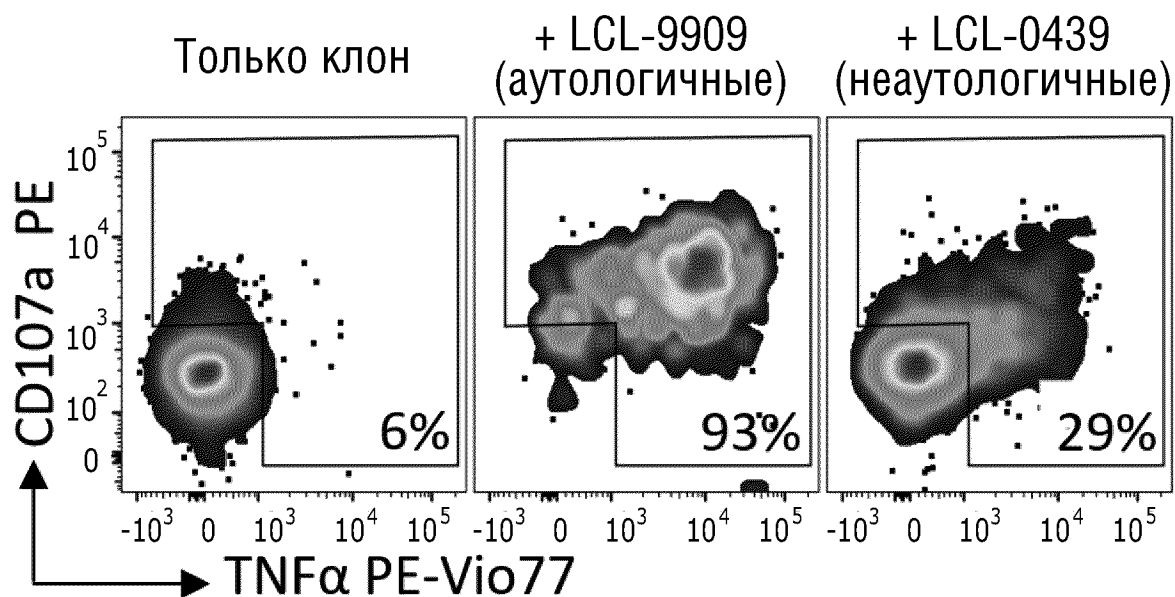 Только клон
+ LCL-9909
(аутологичные)
+ LCL-0439
(неаутологичные)
CD107a PE
10^5
10^4
10^3
10^2
0
6%
93%
29%
-10^3 0 10^3 10^4 10^5
-10^3 0 10^3 10^4 10^5
-10^3 0 10^3 10^4 10^5
TNFα PE-Vio77